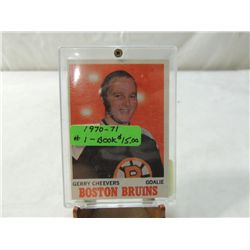 1970-71
# 1 - BOOK $15.00
GERRY CHEEVERS GOALIE
BOSTON BRUINS
B